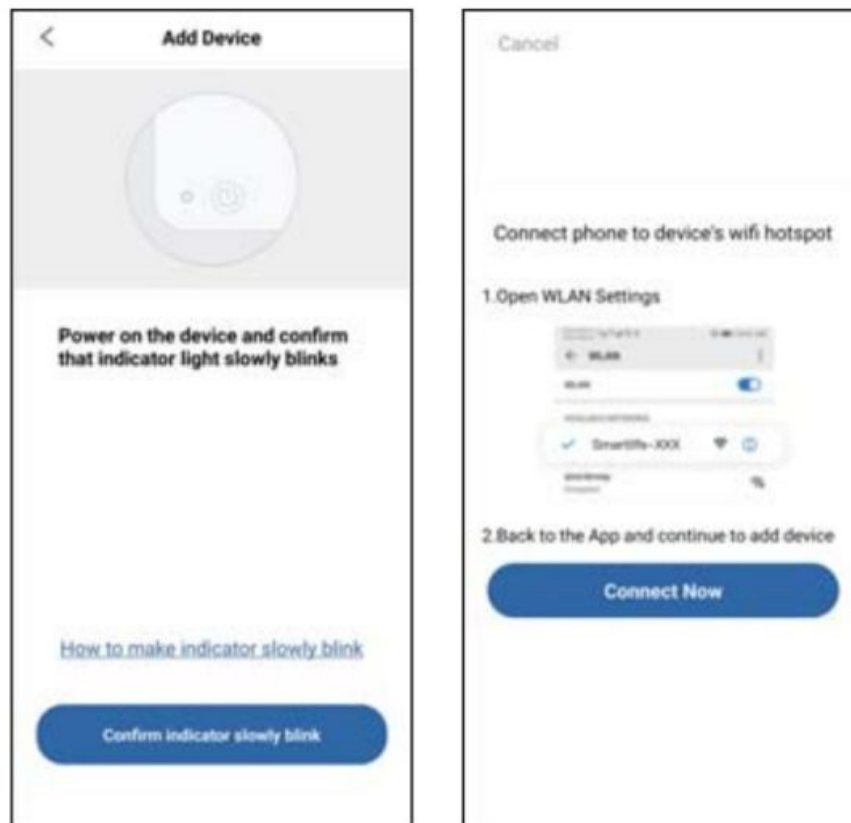 Add Device
Power on the device and confirm
that indicator light slowly blinks
How to make indicator slowly blink
Confirm indicator slowly blink
Cancel
Connect phone to device's wifi hotspot
1.Open WLAN Settings
WLAN
WLAN
Smartlife-XXX
2.Back to the App and continue to add device
Connect Now